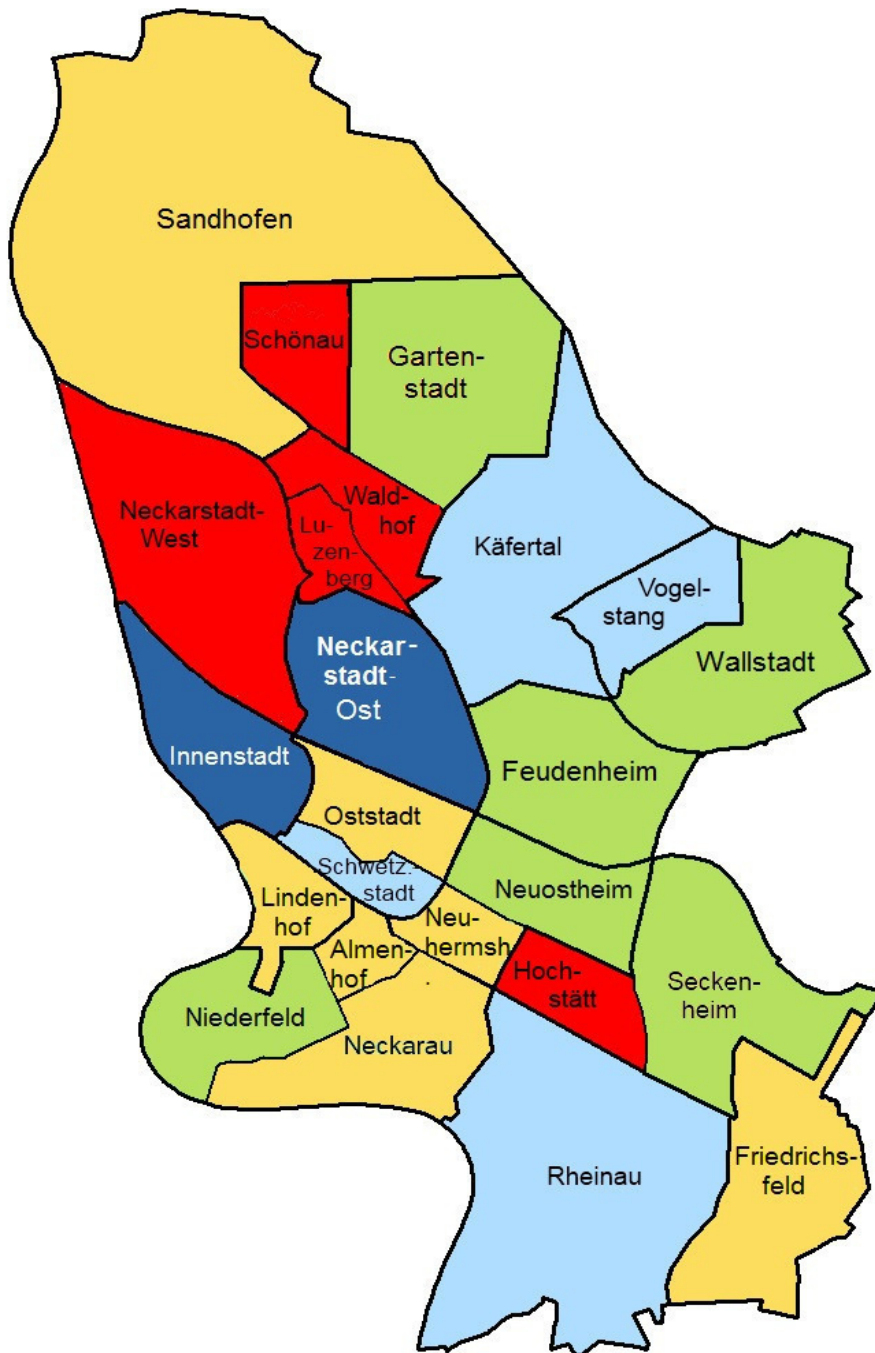 Sandhofen
Schönau
Garten-
stadt
Neckarstadt-
West
Wald-
hof
Lu-
zen-
berg
Käfertal
Vogel-
stang
Wallstadt
Neckar-
stadt-
Ost
Innenstadt
Feudenheim
Oststadt
Schwetz.-
stadt
Neuostheim
Linden-
hof
Neu-
hermsh
Almen-
hof
Hoch-
stätt
Secken-
heim
Niederfeld
Neckarau
Rheinau
Friedrichs-
feld